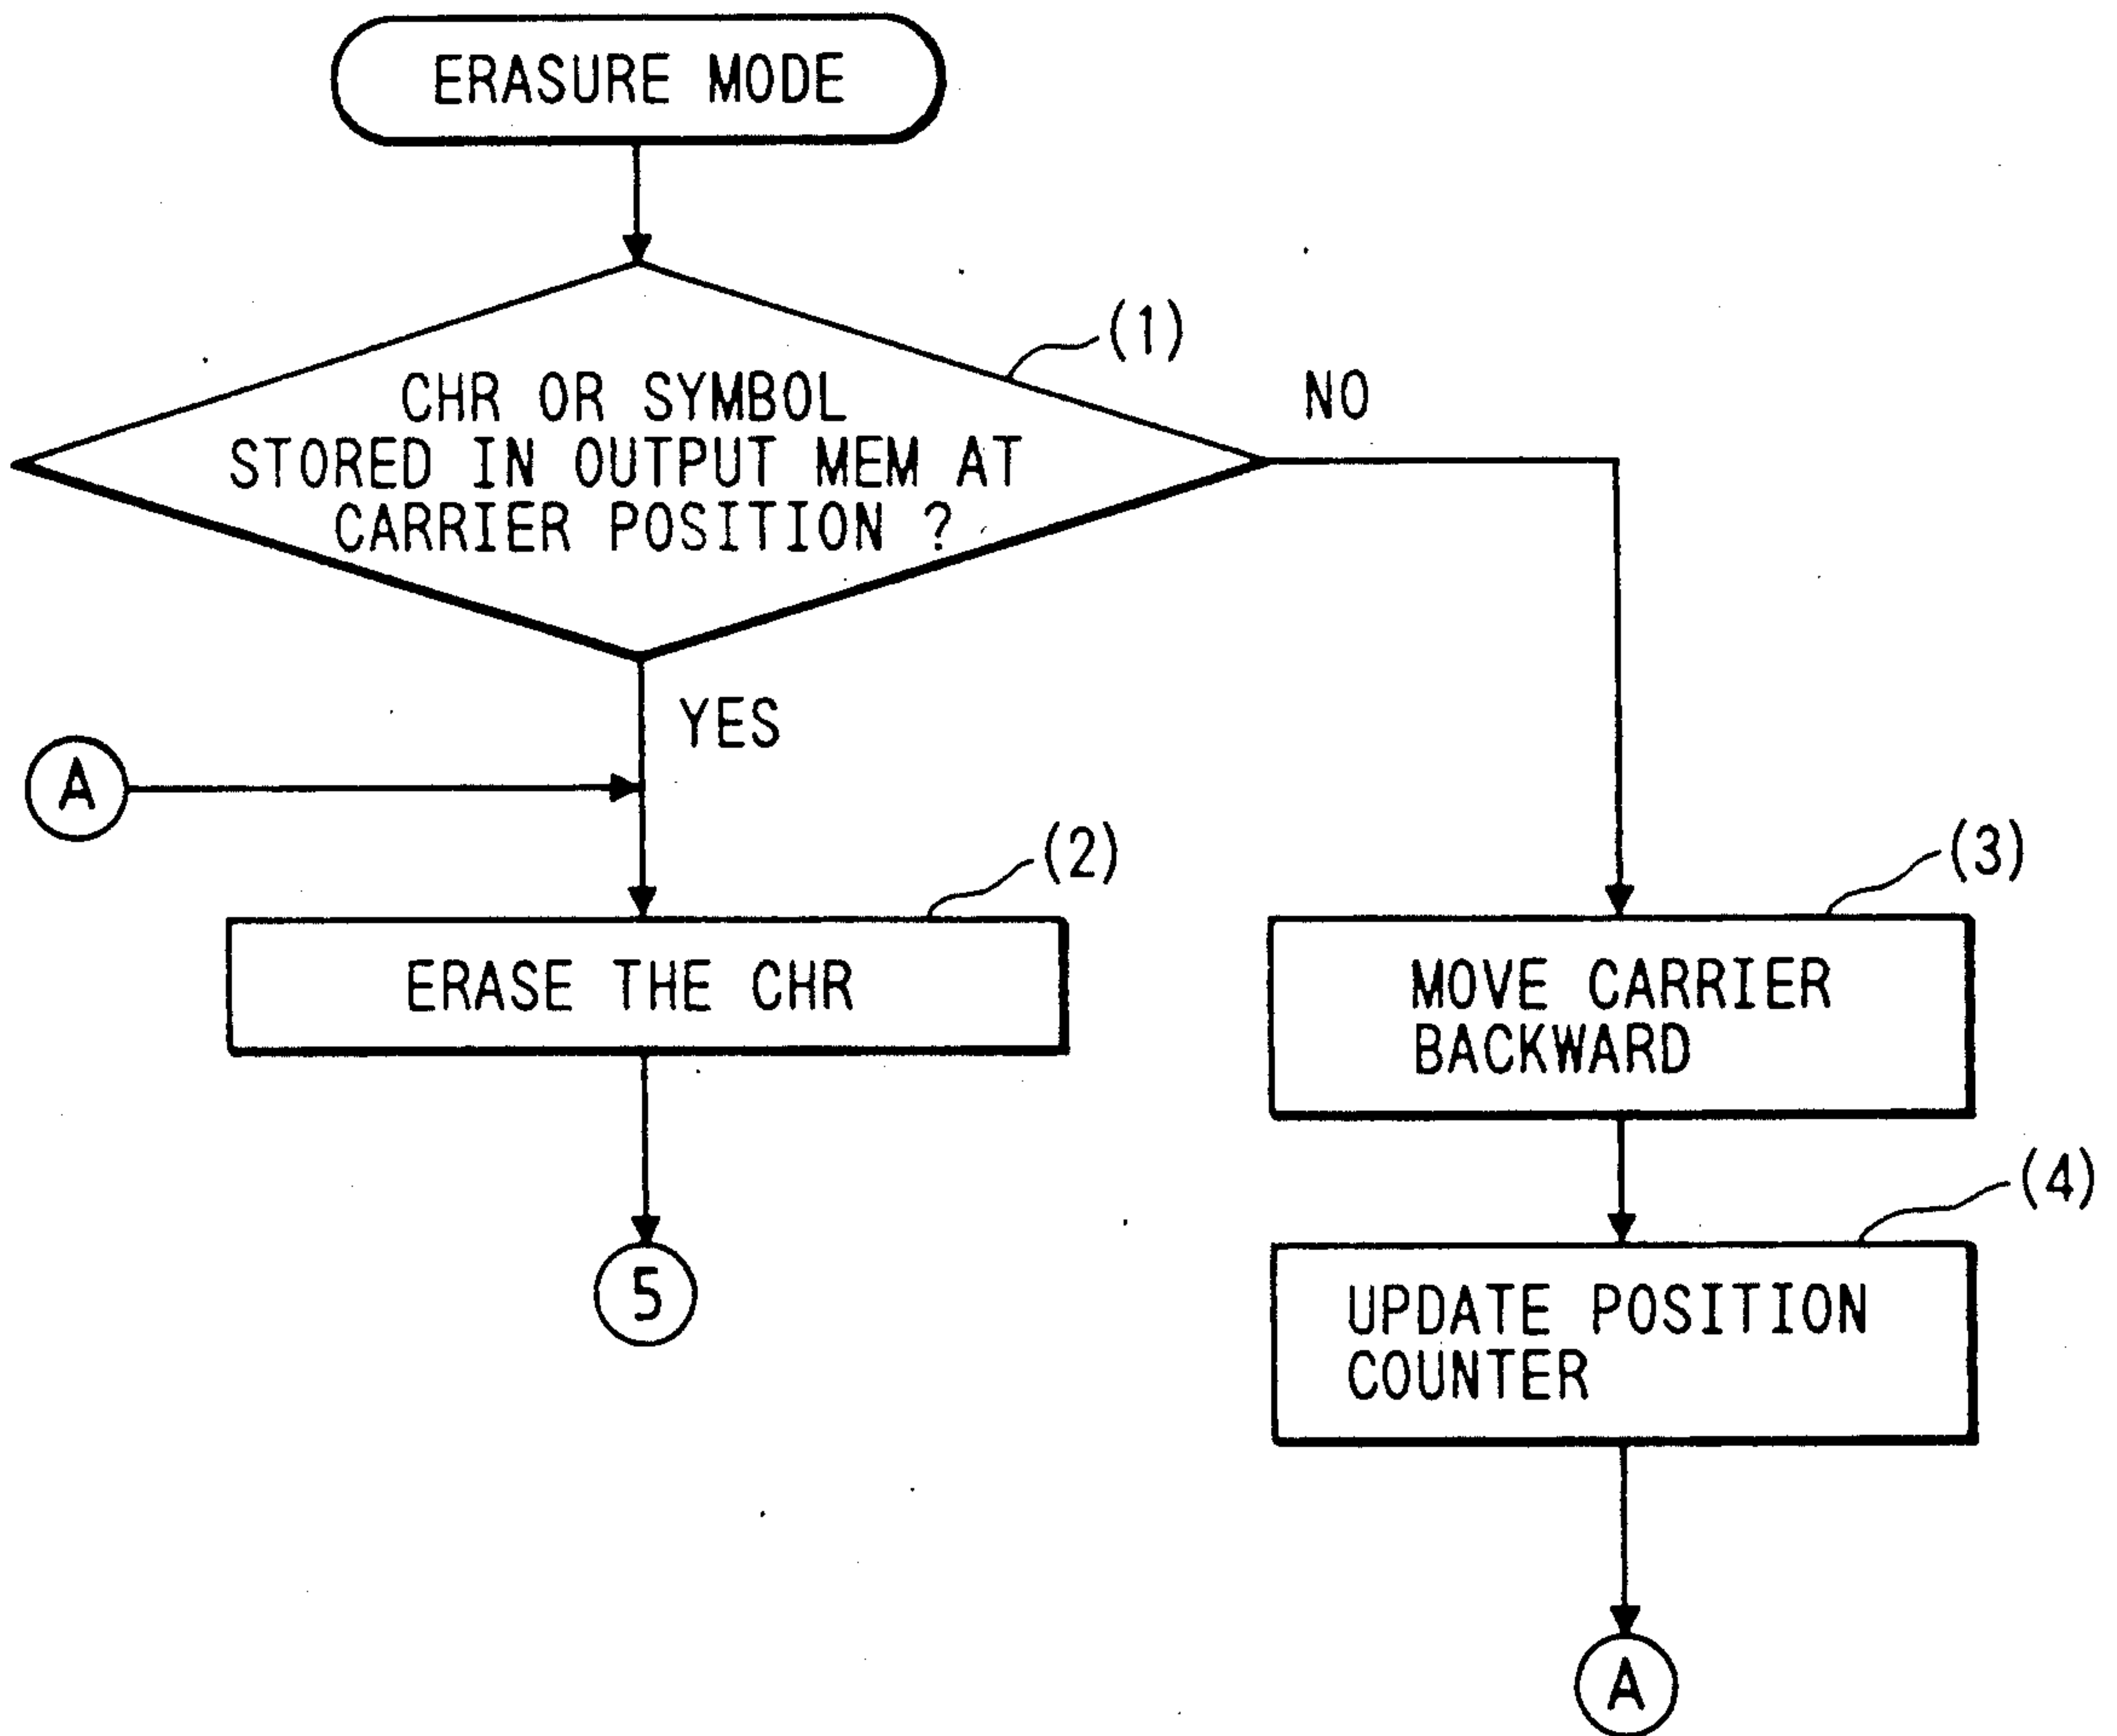 ERASURE MODE
(1)
CHR OR SYMBOL
STORED IN OUTPUT MEM AT
CARRIER POSITION ?
NO
YES
A
(2)
ERASE THE CHR
5
(3)
MOVE CARRIER
BACKWARD
(4)
UPDATE POSITION
COUNTER
A